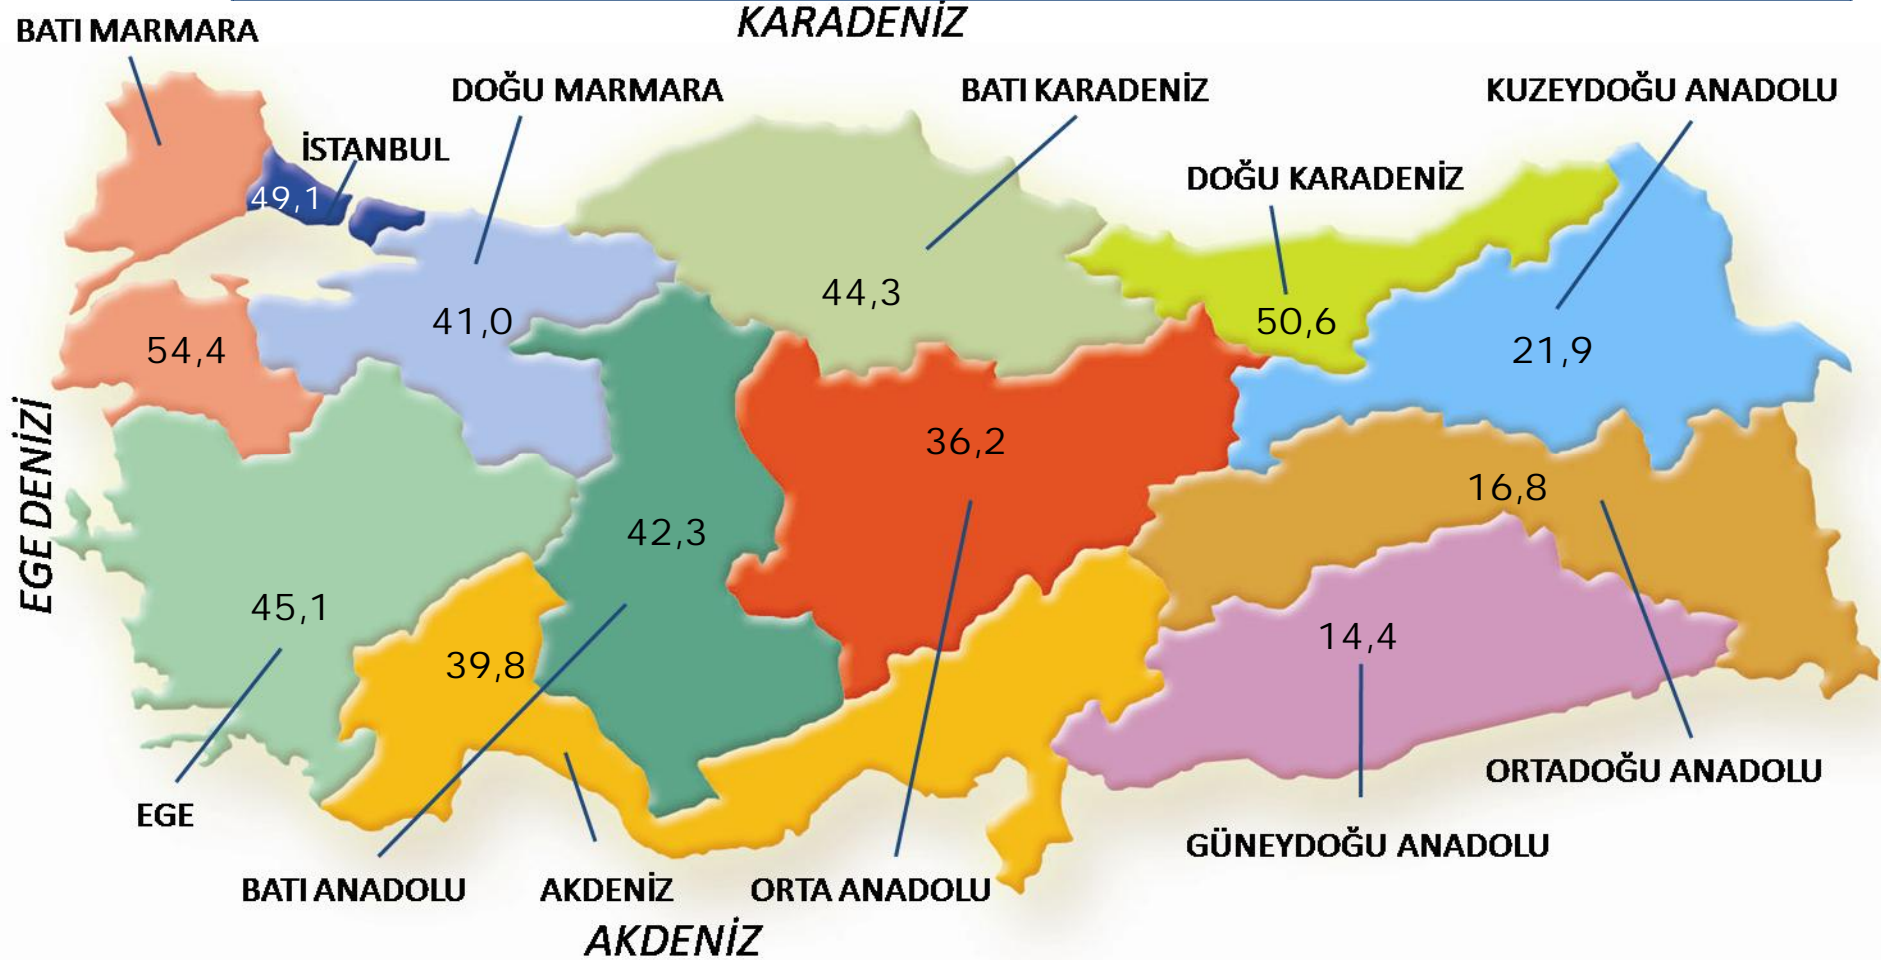 KARADENİZ
BATI MARMARA
DOĞU MARMARA
BATI KARADENİZ
KUZEYDOĞU ANADOLU
İSTANBUL
DOĞU KARADENİZ
49,1
44,3
41,0
50,6
54,4
21,9
36,2
16,8
EGE DENİZİ
42,3
45,1
14,4
39,8
ORTADOĞU ANADOLU
EGE
GÜNEYDOĞU ANADOLU
BATI ANADOLU
AKDENİZ
ORTA ANADOLU
AKDENİZ